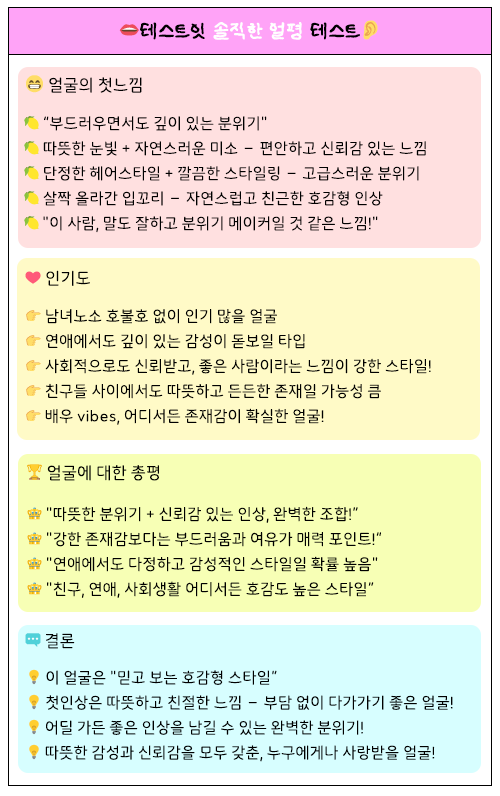 테스트잇 솔직한 얼평 테스트
얼굴의 첫느낌
“부드러우면서도 깊이 있는 분위기"
따뜻한 눈빛 + 자연스러운 미소 – 편안하고 신뢰감 있는 느낌
단정한 헤어스타일 + 깔끔한 스타일링 – 고급스러운 분위기
살짝 올라간 입꼬리 – 자연스럽고 친근한 호감형 인상
"이 사람, 말도 잘하고 분위기 메이커일 것 같은 느낌!"
인기도
남녀노소 호불호 없이 인기 많을 얼굴
연애에서도 깊이 있는 감성이 돋보일 타입
사회적으로도 신뢰받고, 좋은 사람이라는 느낌이 강한 스타일!
친구들 사이에서도 따뜻하고 든든한 존재일 가능성 큼
배우 vibes, 어디서든 존재감이 확실한 얼굴!
얼굴에 대한 총평
"따뜻한 분위기 + 신뢰감 있는 인상, 완벽한 조합!”
"강한 존재감보다는 부드러움과 여유가 매력 포인트!”
"연애에서도 다정하고 감성적인 스타일일 확률 높음"
"친구, 연애, 사회생활 어디서든 호감도 높은 스타일”
결론
이 얼굴은 "믿고 보는 호감형 스타일”
첫인상은 따뜻하고 친절한 느낌 – 부담 없이 다가가기 좋은 얼굴!
어딜 가든 좋은 인상을 남길 수 있는 완벽한 분위기!
따뜻한 감성과 신뢰감을 모두 갖춘, 누구에게나 사랑받을 얼굴!